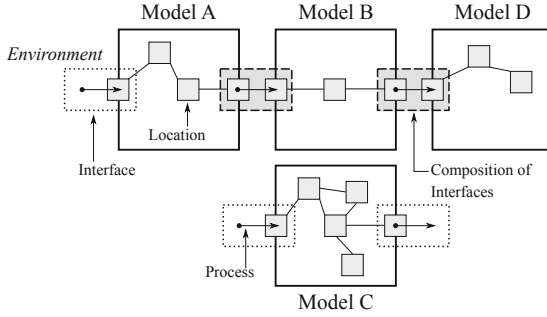 Model A
Model B
Model D
Environment
Location
Interface
Composition of
Interfaces
Process
Model C